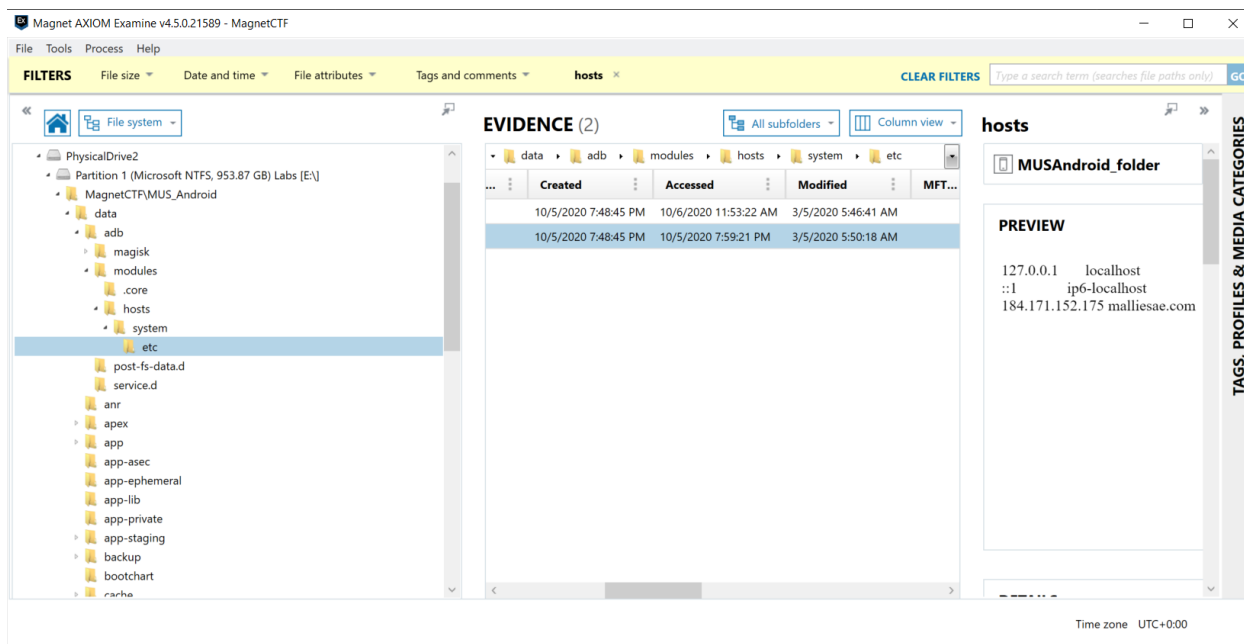 Magnet AXIOM Examine v4.5.0.21589 - MagnetCTF
File Tools Process Help
FILTERS File size Date and time File attributes Tags and comments hosts × CLEAR FILTERS Type a search term (searches file paths only) GO
File system
PhysicalDrive2
Partition 1 (Microsoft NTFS, 953.87 GB) Labs [E:\]
MagnetCTF\MUS_Android
data
adb
magisk
modules
.core
hosts
system
etc
post-fs-data.d
service.d
anr
apex
app
app-asec
app-ephemeral
app-lib
app-private
app-staging
backup
bootchart
cache
EVIDENCE (2) All subfolders Column view
data adb modules hosts system etc
... Created Accessed Modified MFT...
10/5/2020 7:48:45 PM 10/6/2020 11:53:22 AM 3/5/2020 5:46:41 AM
10/5/2020 7:48:45 PM 10/5/2020 7:59:21 PM 3/5/2020 5:50:18 AM
hosts
MUSAndroid_folder
PREVIEW
127.0.0.1 localhost
::1 ip6-localhost
184.171.152.175 malliesae.com
TAGS, PROFILES & MEDIA CATEGORIES
Time zone UTC+0:00